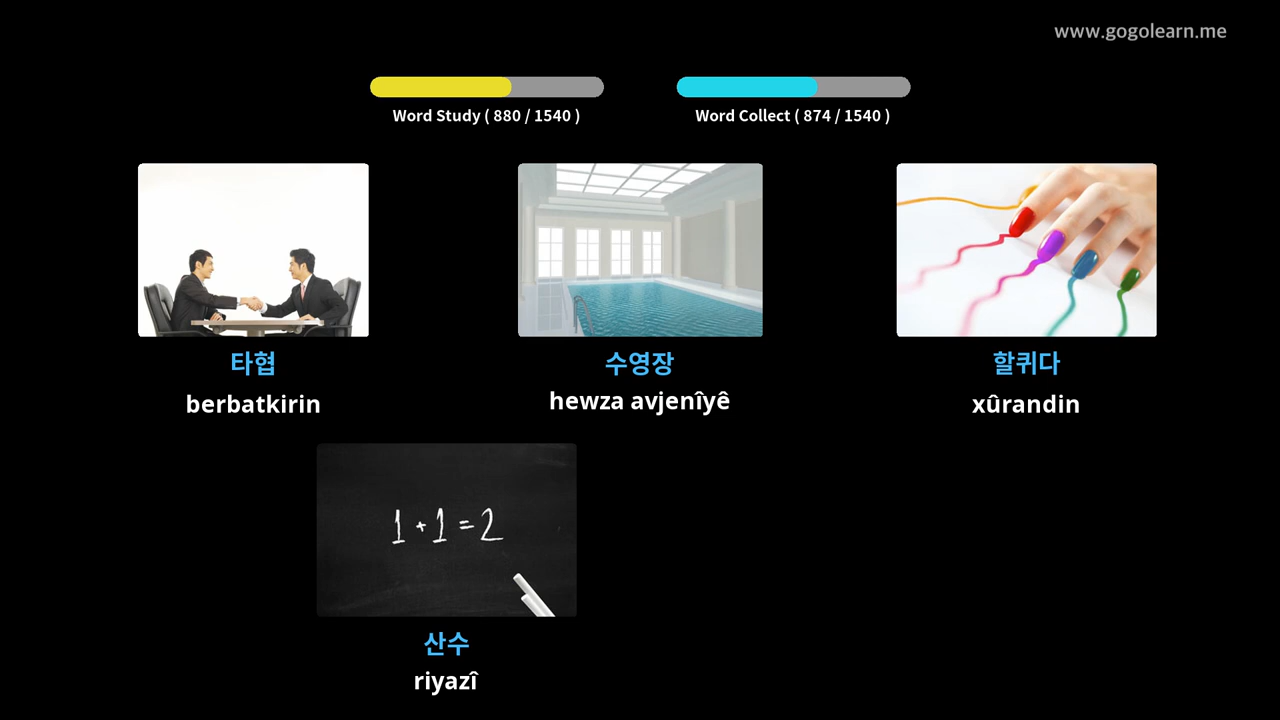 www.gogolearn.me
Word Study ( 880 / 1540 )
Word Collect ( 874 / 1540 )
타협
berbatkirin
수영장
hewza avjenîyê
할퀴다
xûrandin
1 + 1 = 2
산수
riyazî